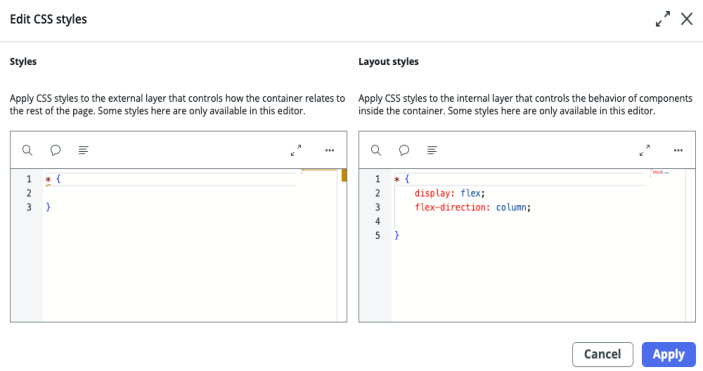 Edit CSS styles
Styles
Apply CSS styles to the external layer that controls how the container relates to
the rest of the page. Some styles here are only available in this editor.
1 * {
2
3 }
Layout styles
Apply CSS styles to the internal layer that controls the behavior of components
inside the container. Some styles here are only available in this editor.
1 * {
2 display: flex;
3 flex-direction: column;
4
5 }
Cancel
Apply